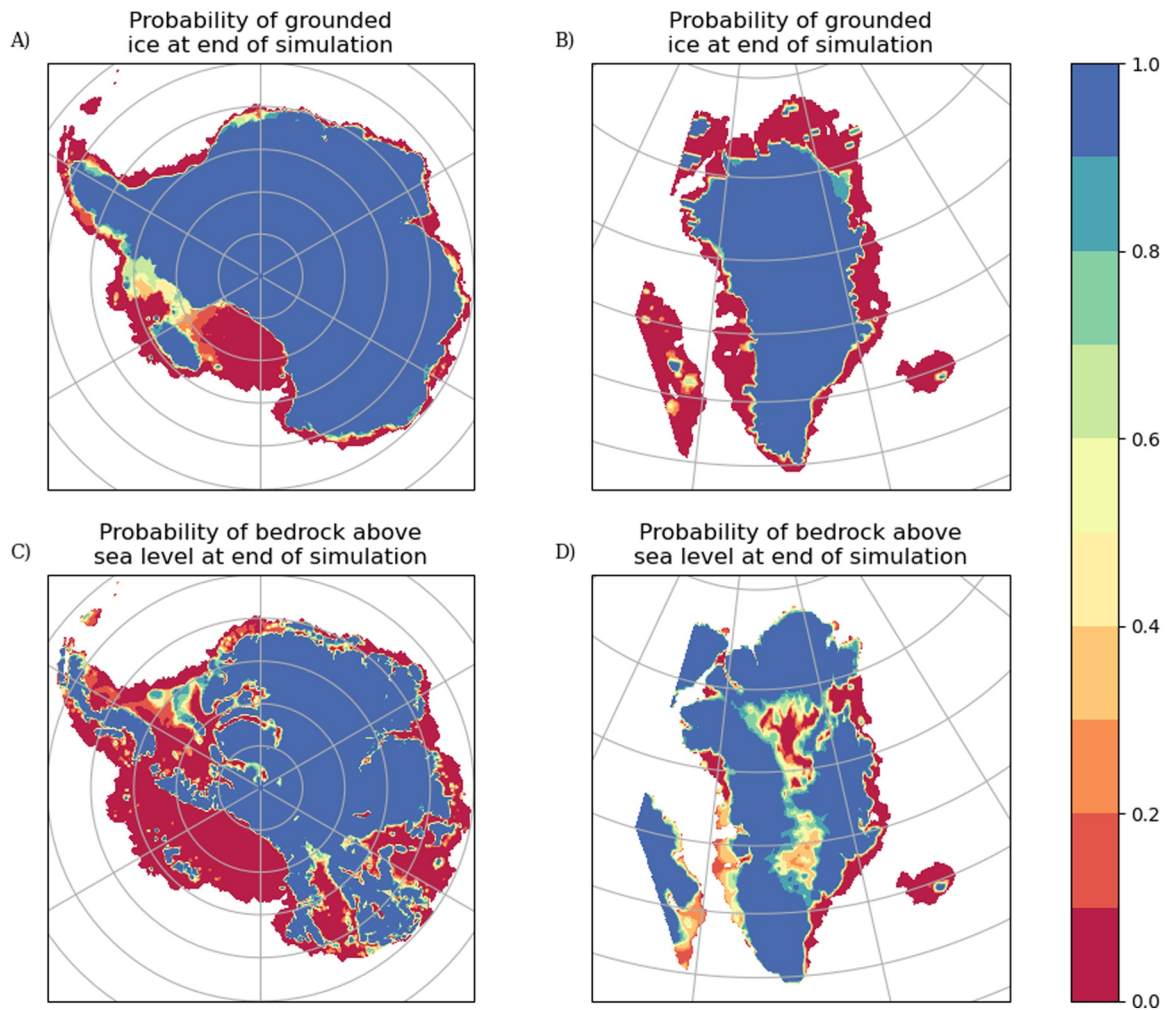 A)
Probability of grounded
ice at end of simulation
B)
Probability of grounded
ice at end of simulation
C)
Probability of bedrock above
sea level at end of simulation
D)
Probability of bedrock above
sea level at end of simulation
1.0
0.8
0.6
0.4
0.2
0.0